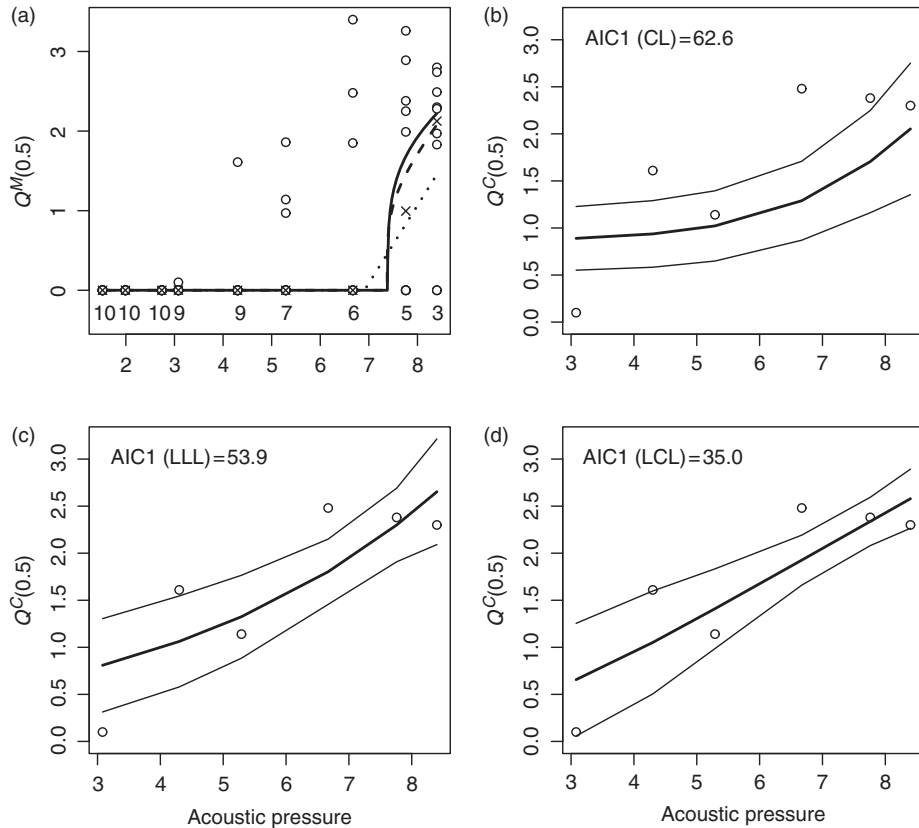 (a)
Q^M(0.5)
3
2
1
0
10 10 10 9 9 7 6 5 3
2 3 4 5 6 7 8
(b)
AIC1 (CL)=62.6
Q^C(0.5)
3.0
2.5
2.0
1.5
1.0
0.5
0.0
3 4 5 6 7 8
(c)
AIC1 (LLL)=53.9
Q^C(0.5)
3.0
2.5
2.0
1.5
1.0
0.5
0.0
3 4 5 6 7 8
Acoustic pressure
(d)
AIC1 (LCL)=35.0
Q^C(0.5)
3.0
2.5
2.0
1.5
1.0
0.5
0.0
3 4 5 6 7 8
Acoustic pressure